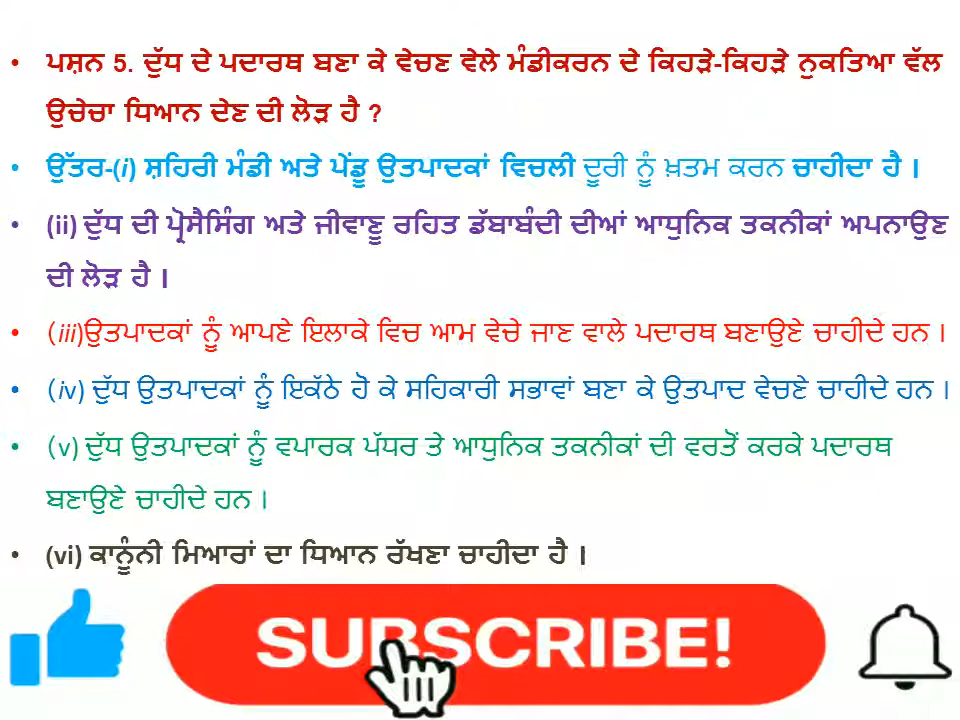 • ਪਸ਼ਨ 5. ਦੁੱਧ ਦੇ ਪਦਾਰਥ ਬਣਾ ਕੇ ਵੇਚਣ ਵੇਲੇ ਮੰਡੀਕਰਨ ਦੇ ਕਿਹੜੇ-ਕਿਹੜੇ ਨੁਕਤਿਆ ਵੱਲ
ਉਚੇਚਾ ਧਿਆਨ ਦੇਣ ਦੀ ਲੋੜ ਹੈ ?
• ਉੱਤਰ-(i) ਸ਼ਹਿਰੀ ਮੰਡੀ ਅਤੇ ਪੇਂਡੂ ਉਤਪਾਦਕਾਂ ਵਿਚਲੀ ਦੂਰੀ ਨੂੰ ਖ਼ਤਮ ਕਰਨ ਚਾਹੀਦਾ ਹੈ ।
• (ii) ਦੁੱਧ ਦੀ ਪ੍ਰੋਸੈਸਿੰਗ ਅਤੇ ਜੀਵਾਣੂ ਰਹਿਤ ਡੱਬਾਬੰਦੀ ਦੀਆਂ ਆਧੁਨਿਕ ਤਕਨੀਕਾਂ ਅਪਨਾਉਣ
ਦੀ ਲੋੜ ਹੈ ।
• (iii)ਉਤਪਾਦਕਾਂ ਨੂੰ ਆਪਣੇ ਇਲਾਕੇ ਵਿਚ ਆਮ ਵੇਚੇ ਜਾਣ ਵਾਲੇ ਪਦਾਰਥ ਬਣਾਉਣੇ ਚਾਹੀਦੇ ਹਨ ।
• (iv) ਦੁੱਧ ਉਤਪਾਦਕਾਂ ਨੂੰ ਇਕੱਠੇ ਹੋ ਕੇ ਸਹਿਕਾਰੀ ਸਭਾਵਾਂ ਬਣਾ ਕੇ ਉਤਪਾਦ ਵੇਚਣੇ ਚਾਹੀਦੇ ਹਨ ।
• (v) ਦੁੱਧ ਉਤਪਾਦਕਾਂ ਨੂੰ ਵਪਾਰਕ ਪੱਧਰ ਤੇ ਆਧੁਨਿਕ ਤਕਨੀਕਾਂ ਦੀ ਵਰਤੋਂ ਕਰਕੇ ਪਦਾਰਥ
ਬਣਾਉਣੇ ਚਾਹੀਦੇ ਹਨ ।
• (vi) ਕਾਨੂੰਨੀ ਮਿਆਰਾਂ ਦਾ ਧਿਆਨ ਰੱਖਣਾ ਚਾਹੀਦਾ ਹੈ ।
SUBSCRIBE!